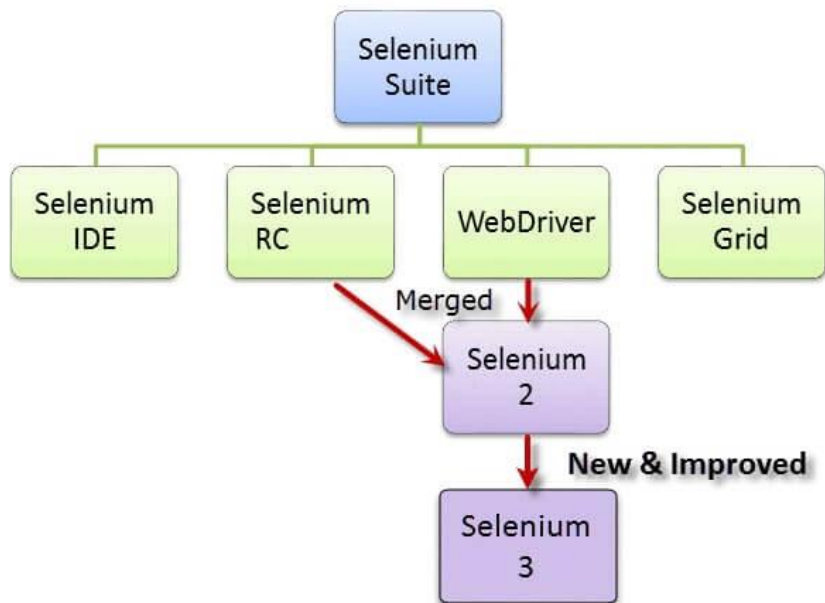 Selenium
Suite
Selenium
IDE
Selenium
RC
WebDriver
Selenium
Grid
Merged
Selenium
2
New & Improved
Selenium
3